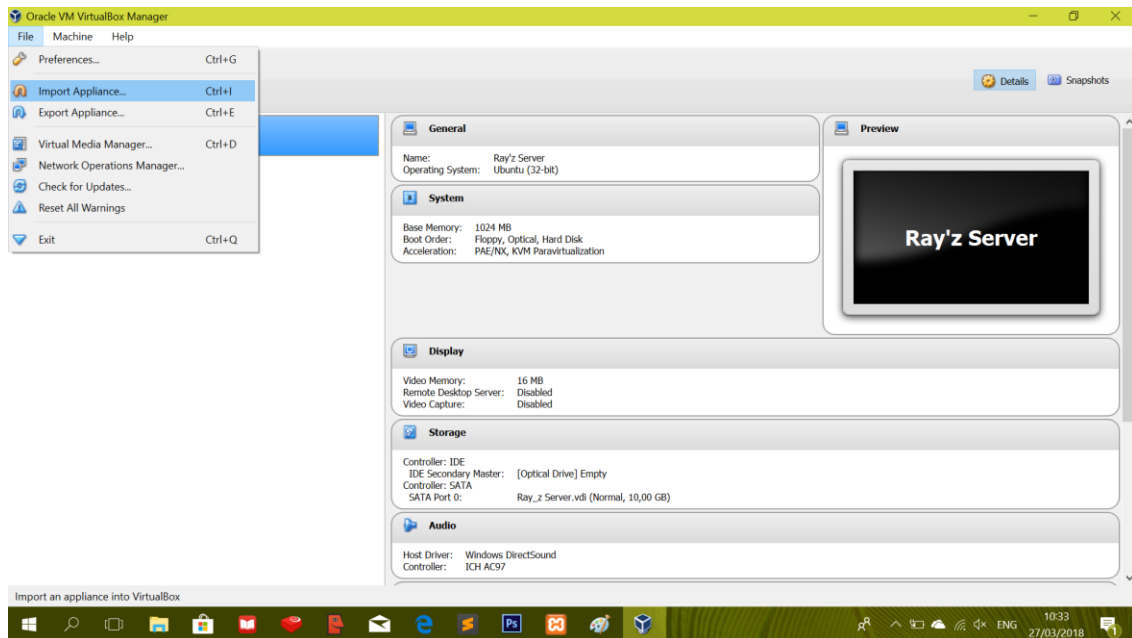 Oracle VM VirtualBox Manager
File Machine Help
Preferences... Ctrl+G
Import Appliance... Ctrl+I
Export Appliance... Ctrl+E
Virtual Media Manager... Ctrl+D
Network Operations Manager...
Check for Updates...
Reset All Warnings
Exit Ctrl+Q
Details Snapshots
General
Name: Ray'z Server
Operating System: Ubuntu (32-bit)
System
Base Memory: 1024 MB
Boot Order: Floppy, Optical, Hard Disk
Acceleration: PAE/NX, KVM Paravirtualization
Preview
Ray'z Server
Display
Video Memory: 16 MB
Remote Desktop Server: Disabled
Video Capture: Disabled
Storage
Controller: IDE
IDE Secondary Master: [Optical Drive] Empty
Controller: SATA
SATA Port 0: Ray_z Server.vdi (Normal, 10,00 GB)
Audio
Host Driver: Windows DirectSound
Controller: ICH AC97
Import an appliance into VirtualBox
Ps
ENG
10:33
27/03/2018